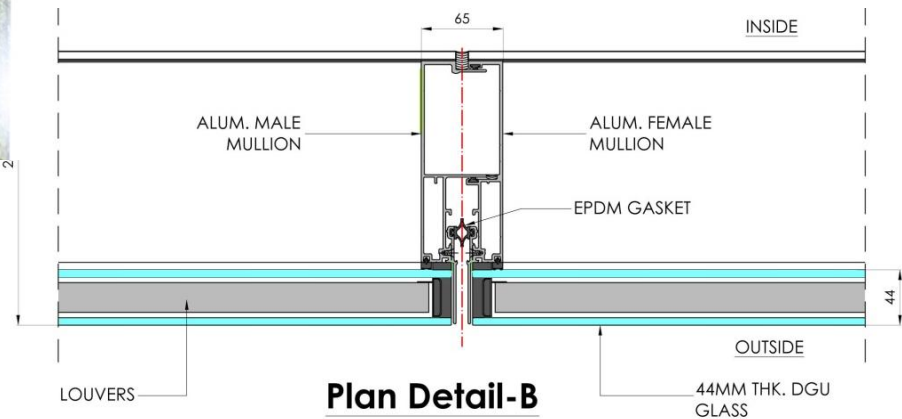 65
INSIDE
ALUM. MALE
MULLION
ALUM. FEMALE
MULLION
2
EPDM GASKET
44
OUTSIDE
LOUVERS
Plan Detail-B
44MM THK. DGU
GLASS